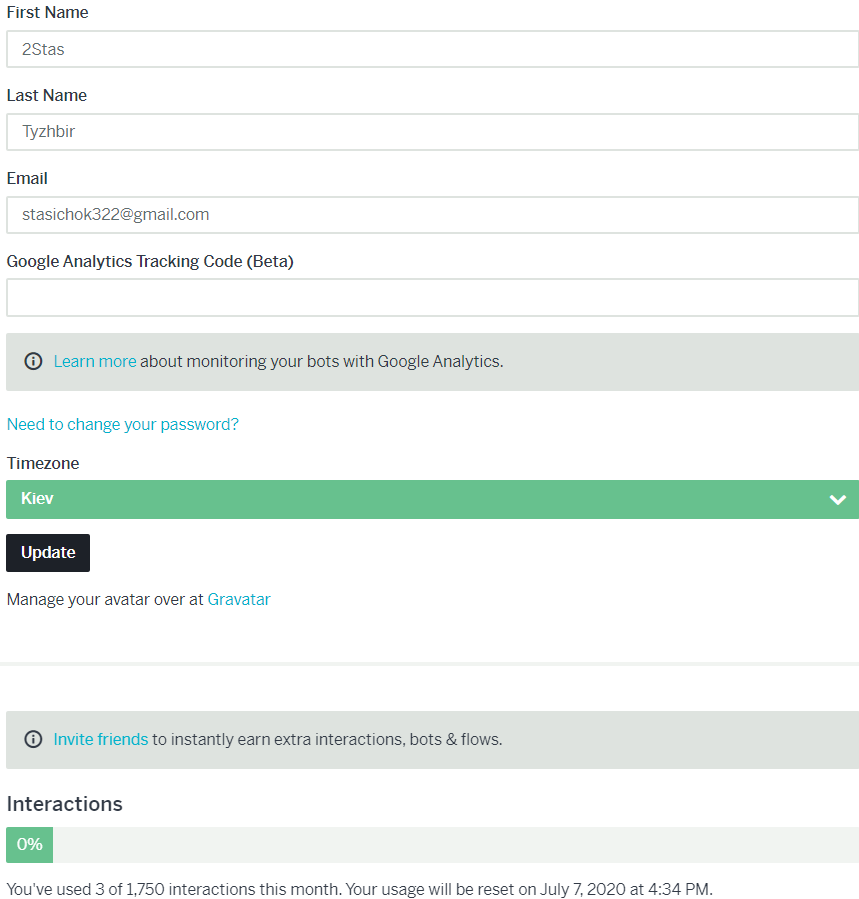 First Name
2Stas
Last Name
Tyzhbir
Email
stasichok322@gmail.com
Google Analytics Tracking Code (Beta)
Learn more about monitoring your bots with Google Analytics.
Need to change your password?
Timezone
Kiev
Update
Manage your avatar over at Gravatar
Invite friends to instantly earn extra interactions, bots & flows.
Interactions
0%
You've used 3 of 1,750 interactions this month. Your usage will be reset on July 7, 2020 at 4:34 PM.